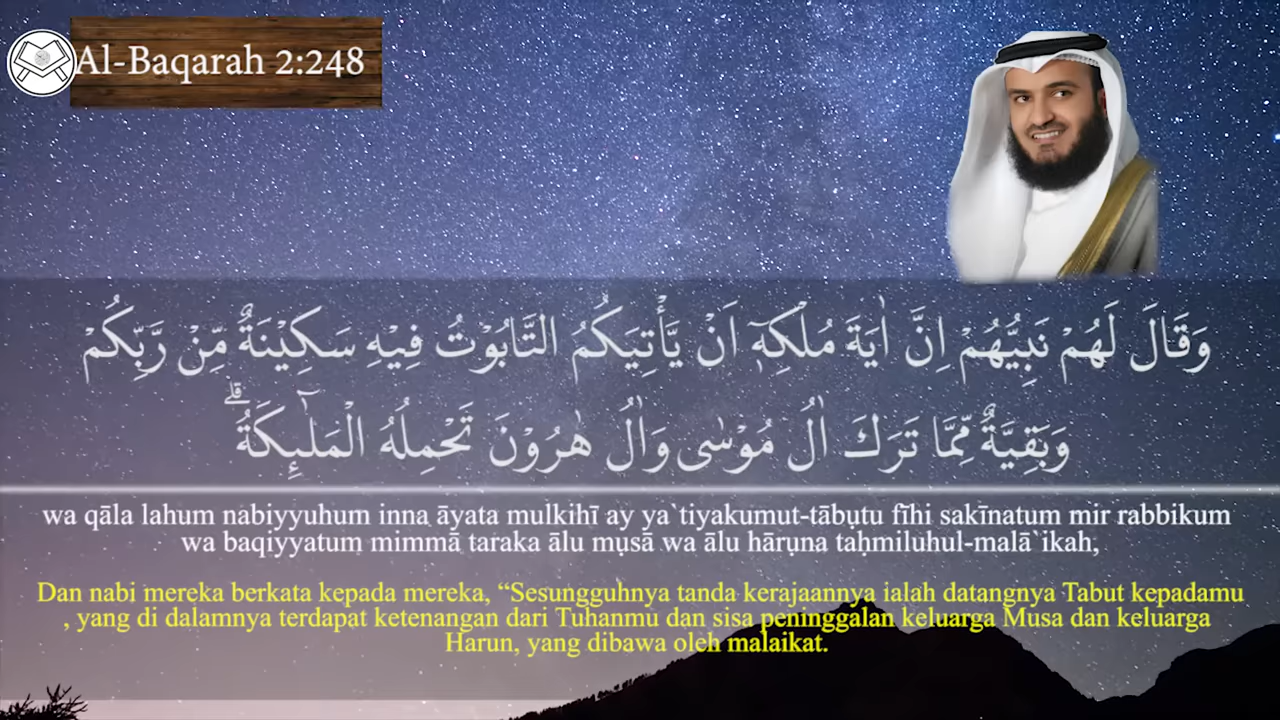 Al-Baqarah 2:248
وَقَالَ لَهُمْ نَبِيُّهُمْ اِنَّ اٰيَةَ مُلْكِهٖٓ اَنْ يَّأْتِيَكُمُ التَّابُوْتُ فِيْهِ سَكِيْنَةٌ مِّنْ رَّبِّكُمْ
وَبَقِيَّةٌ مِّمَّا تَرَكَ اٰلُ مُوْسٰى وَاٰلُ هٰرُوْنَ تَحْمِلُهُ الْمَلٰۤىِٕكَةُ ۗ
wa qāla lahum nabiyyuhum inna āyata mulkihī ay ya`tiyakumut-tābụtu fīhi sakīnatum mir rabbikum
wa baqiyyatum mimmā taraka ālu mụsā wa ālu hārụna taḥmiluhul-malā`ikah,
Dan nabi mereka berkata kepada mereka, “Sesungguhnya tanda kerajaannya ialah datangnya Tabut kepadamu
, yang di dalamnya terdapat ketenangan dari Tuhanmu dan sisa peninggalan keluarga Musa dan keluarga
Harun, yang dibawa oleh malaikat.